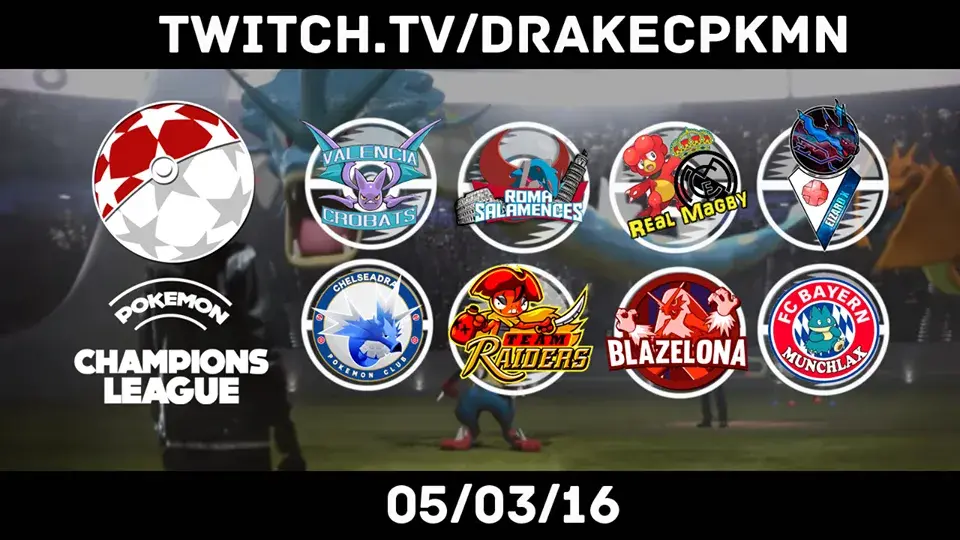 TWITCH.TV/DRAKECPKMN
POKEMON
CHAMPIONS
LEAGUE
VALENCIA
CROBATS
ROMA
SALAMENCES
REAL MAGBY
LIZARDON
CHELSEADRA
POKEMON CLUB
TEAM
RAIDERS
BLAZELONA
FC BAYERN
MUNCHLAX
05/03/16